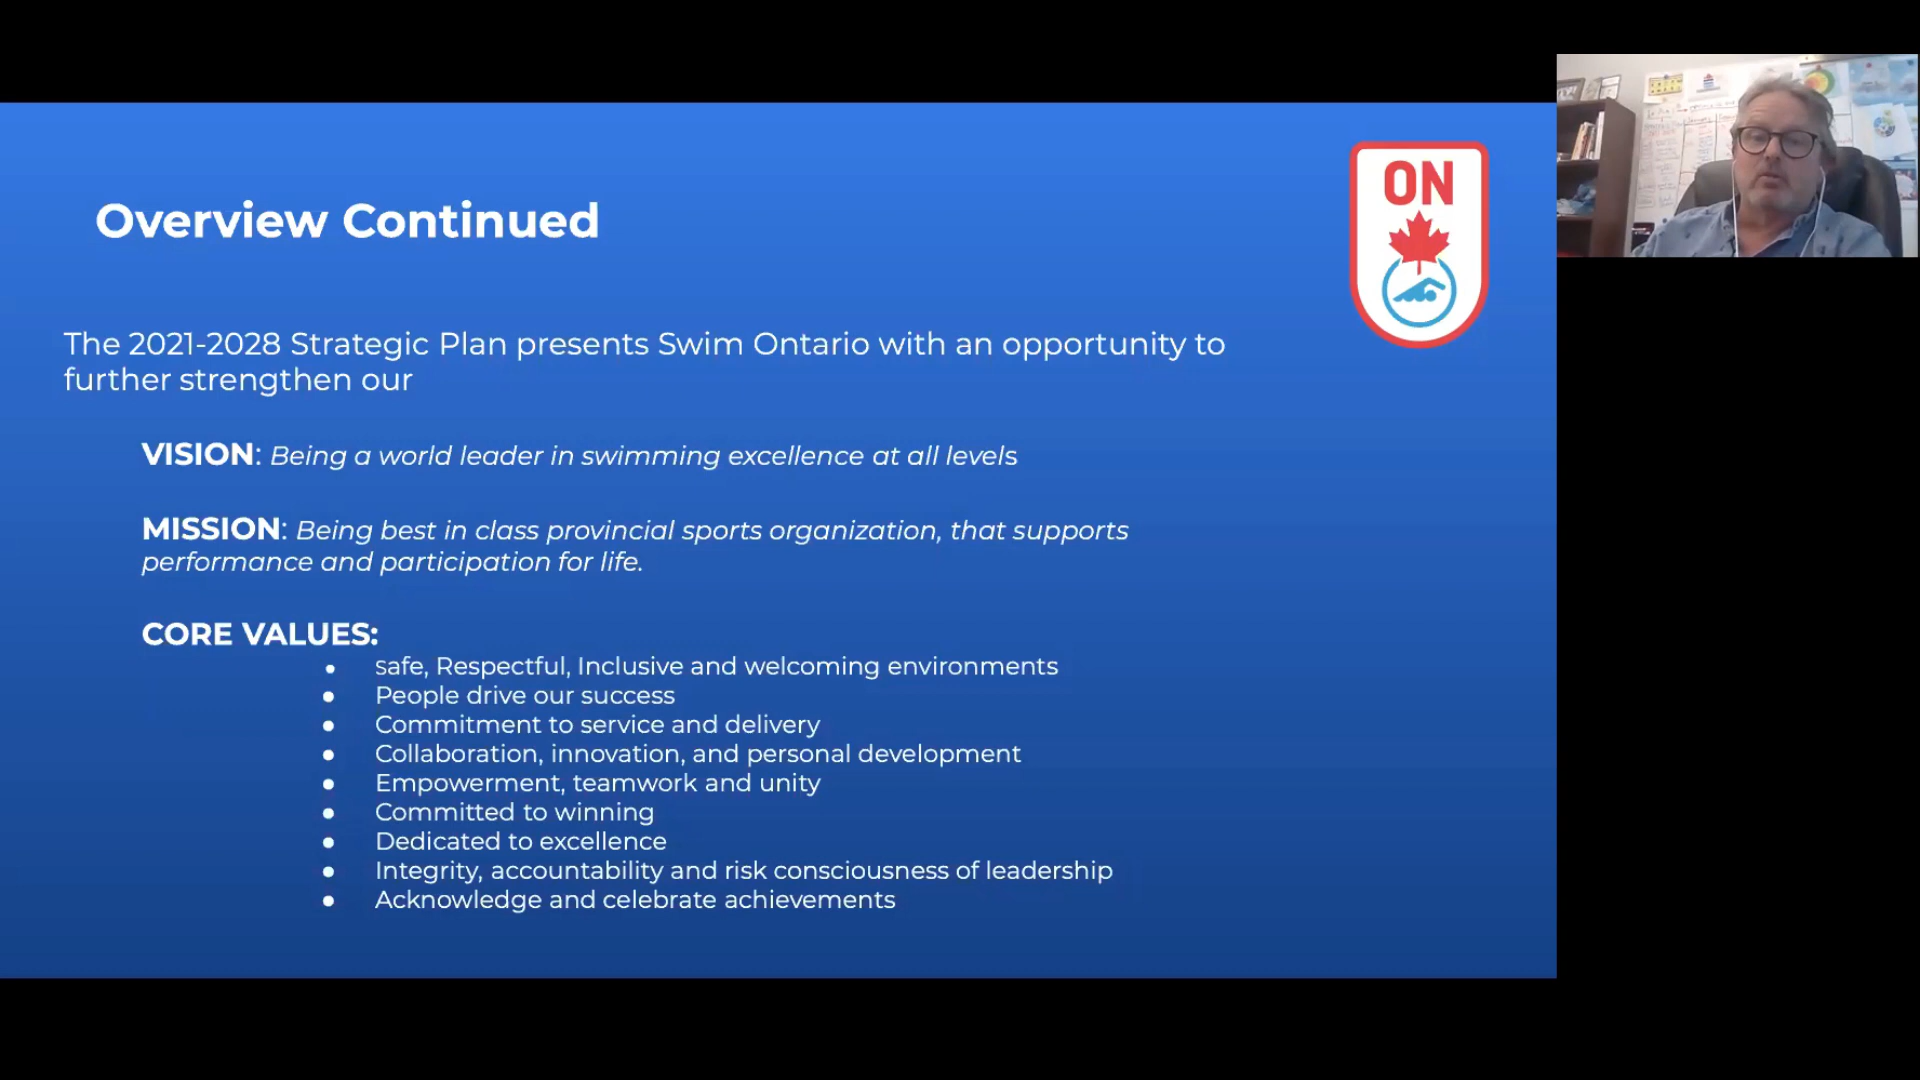 ON
Overview Continued
The 2021-2028 Strategic Plan presents Swim Ontario with an opportunity to
further strengthen our
VISION: Being a world leader in swimming excellence at all levels
MISSION: Being best in class provincial sports organization, that supports
performance and participation for life.
CORE VALUES:
● safe, Respectful, Inclusive and welcoming environments
● People drive our success
● Commitment to service and delivery
● Collaboration, innovation, and personal development
● Empowerment, teamwork and unity
● Committed to winning
● Dedicated to excellence
● Integrity, accountability and risk consciousness of leadership
● Acknowledge and celebrate achievements